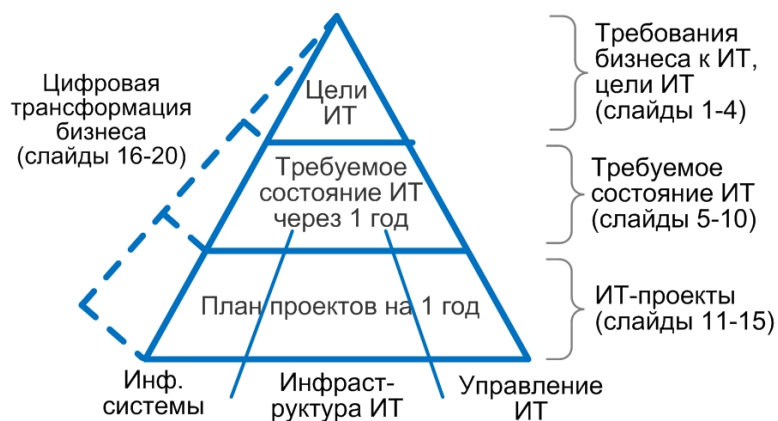 Цифровая
трансформация
бизнеса
(слайды 16-20)
Цели
ИТ
Требования
бизнеса к ИТ,
цели ИТ
(слайды 1-4)
Требуемое
состояние ИТ
через 1 год
Требуемое
состояние ИТ
(слайды 5-10)
План проектов на 1 год
ИТ-проекты
(слайды 11-15)
Инф.
системы
Инфраст-
руктура ИТ
Управление
ИТ